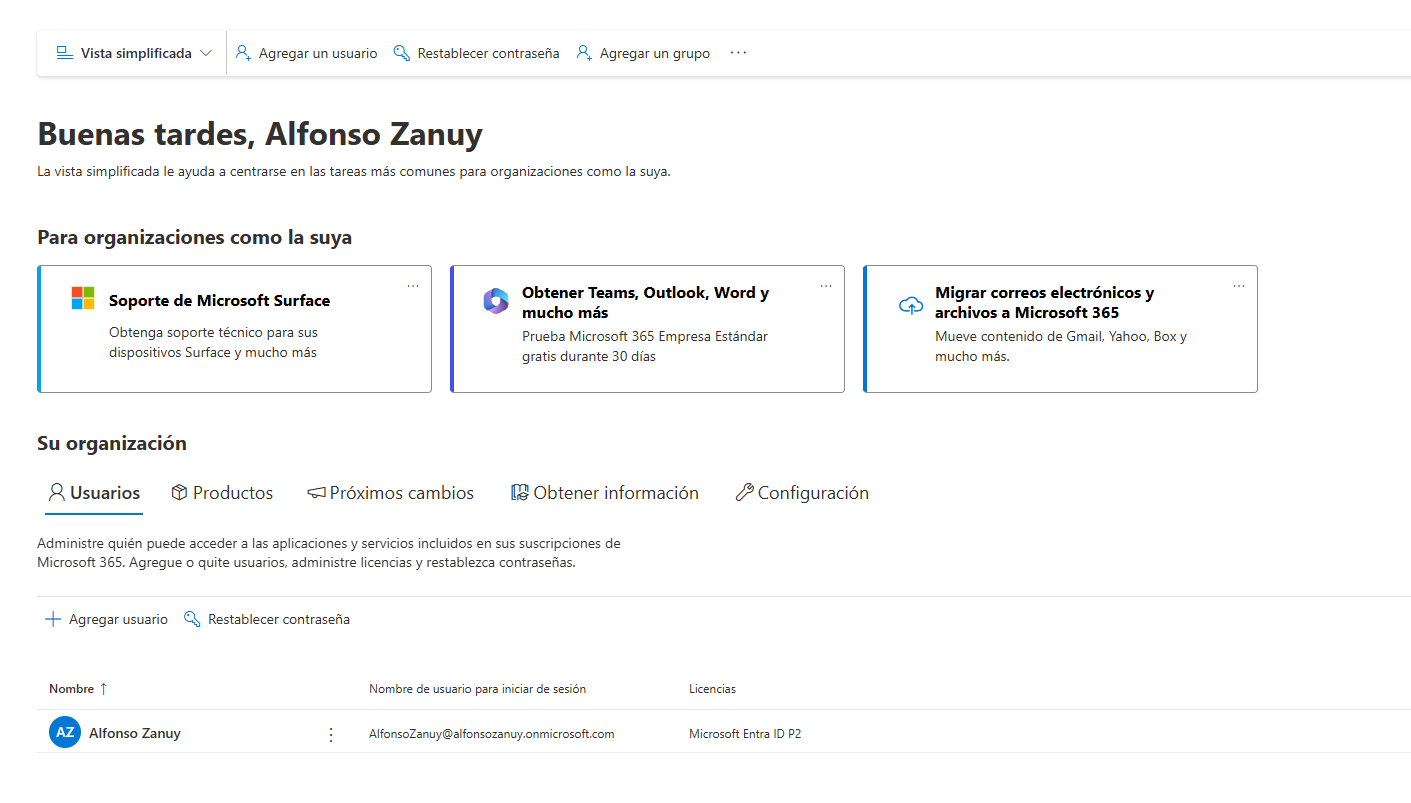 Vista simplificada Agregar un usuario Restablecer contraseña Agregar un grupo ...
Buenas tardes, Alfonso Zanuy
La vista simplificada le ayuda a centrarse en las tareas más comunes para organizaciones como la suya.
Para organizaciones como la suya
Soporte de Microsoft Surface
Obtenga soporte técnico para sus
dispositivos Surface y mucho más
Obtener Teams, Outlook, Word y
mucho más
Prueba Microsoft 365 Empresa Estándar
gratis durante 30 días
Migrar correos electrónicos y
archivos a Microsoft 365
Mueve contenido de Gmail, Yahoo, Box y
mucho más.
Su organización
Usuarios Productos Próximos cambios Obtener información Configuración
Administre quién puede acceder a las aplicaciones y servicios incluidos en sus suscripciones de
Microsoft 365. Agregue o quite usuarios, administre licencias y restablezca contraseñas.
Agregar usuario Restablecer contraseña
Nombre ↑ Nombre de usuario para iniciar de sesión Licencias
AZ Alfonso Zanuy AlfonsoZanuy@alfonsozanuy.onmicrosoft.com Microsoft Entra ID P2